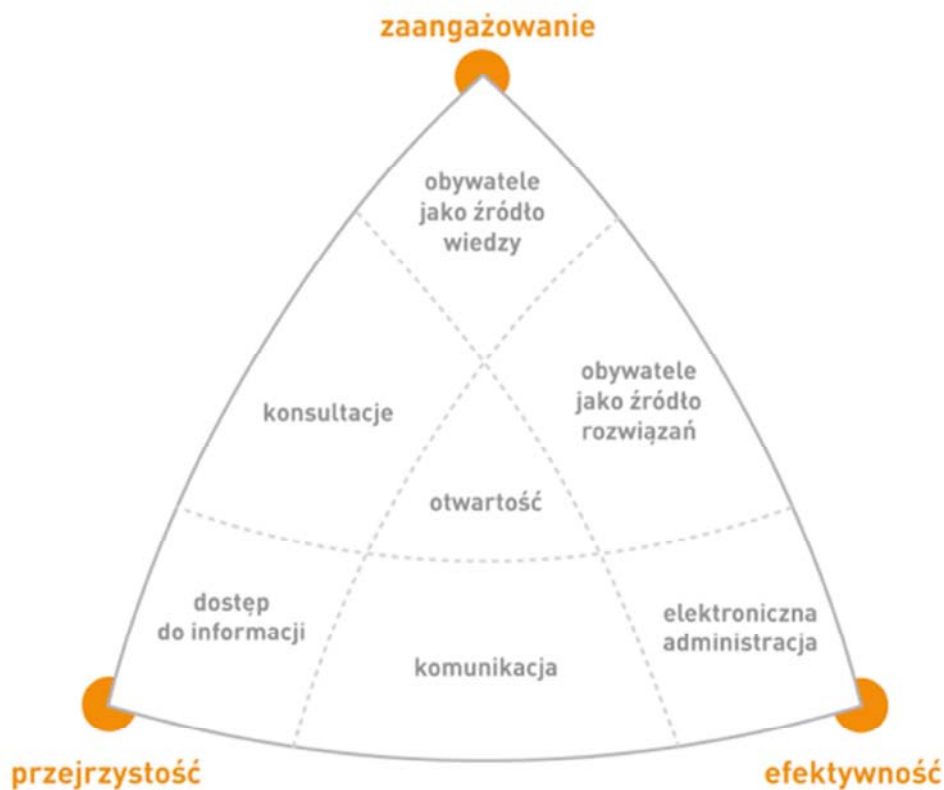 zaangażowanie
obywatele
jako źródło
wiedzy
konsultacje
obywatele
jako źródło
rozwiązań
otwartość
dostęp
do informacji
komunikacja
elektroniczna
administracja
przejrzystość
efektywność